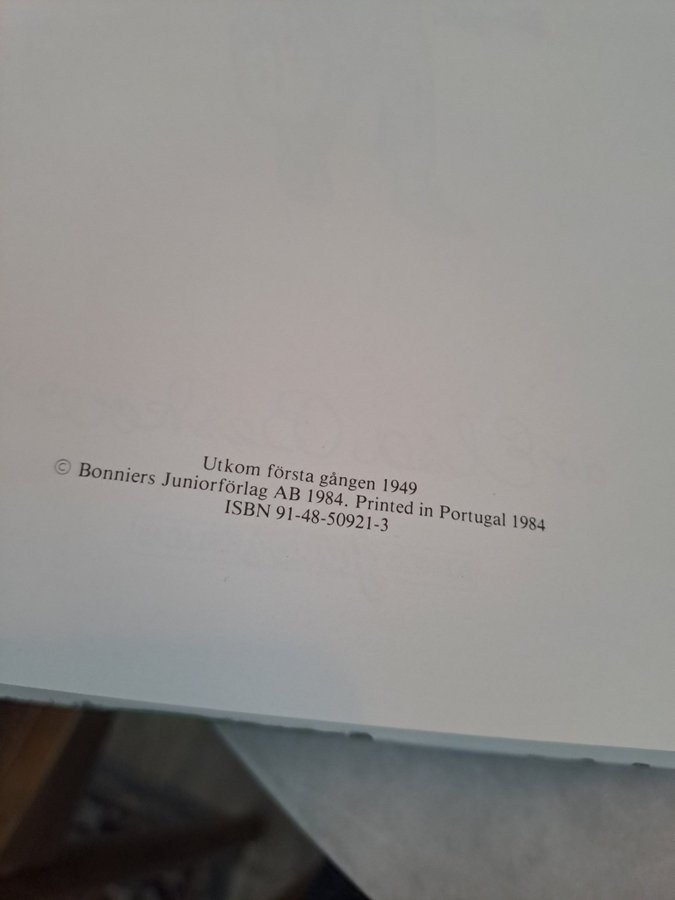 Utkom första gången 1949
© Bonniers Juniorförlag AB 1984. Printed in Portugal 1984
ISBN 91-48-50921-3